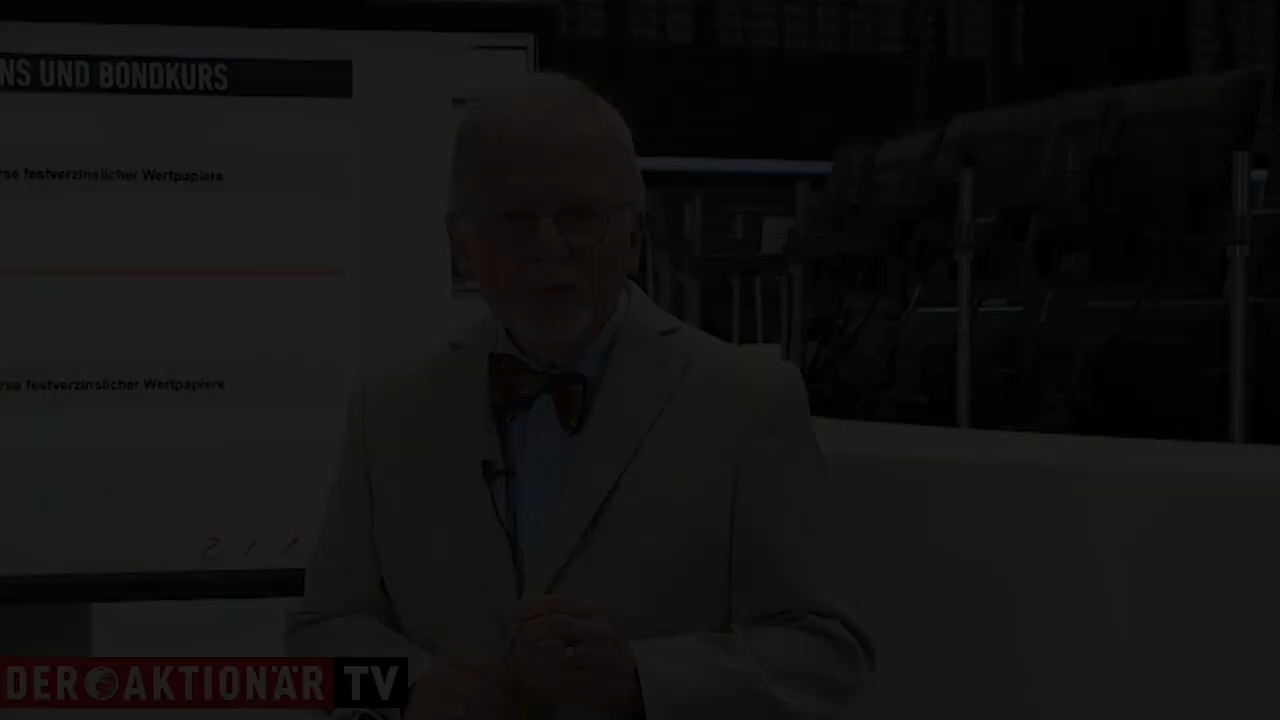 NS UND BONDKURS
rse festverzinslicher Wertpapiere
rse festverzinslicher Wertpapiere
DER AKTIONÄR TV